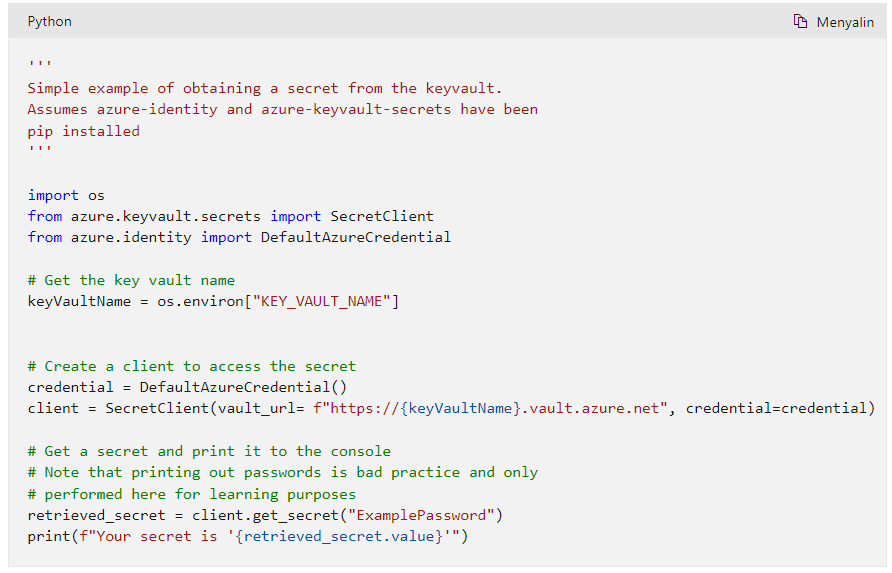 Python
Menyalin
'''
Simple example of obtaining a secret from the keyvault.
Assumes azure-identity and azure-keyvault-secrets have been
pip installed
'''
import os
from azure.keyvault.secrets import SecretClient
from azure.identity import DefaultAzureCredential
# Get the key vault name
keyVaultName = os.environ["KEY_VAULT_NAME"]
# Create a client to access the secret
credential = DefaultAzureCredential()
client = SecretClient(vault_url= f"https://{keyVaultName}.vault.azure.net", credential=credential)
# Get a secret and print it to the console
# Note that printing out passwords is bad practice and only
# performed here for learning purposes
retrieved_secret = client.get_secret("ExamplePassword")
print(f"Your secret is '{retrieved_secret.value}'")